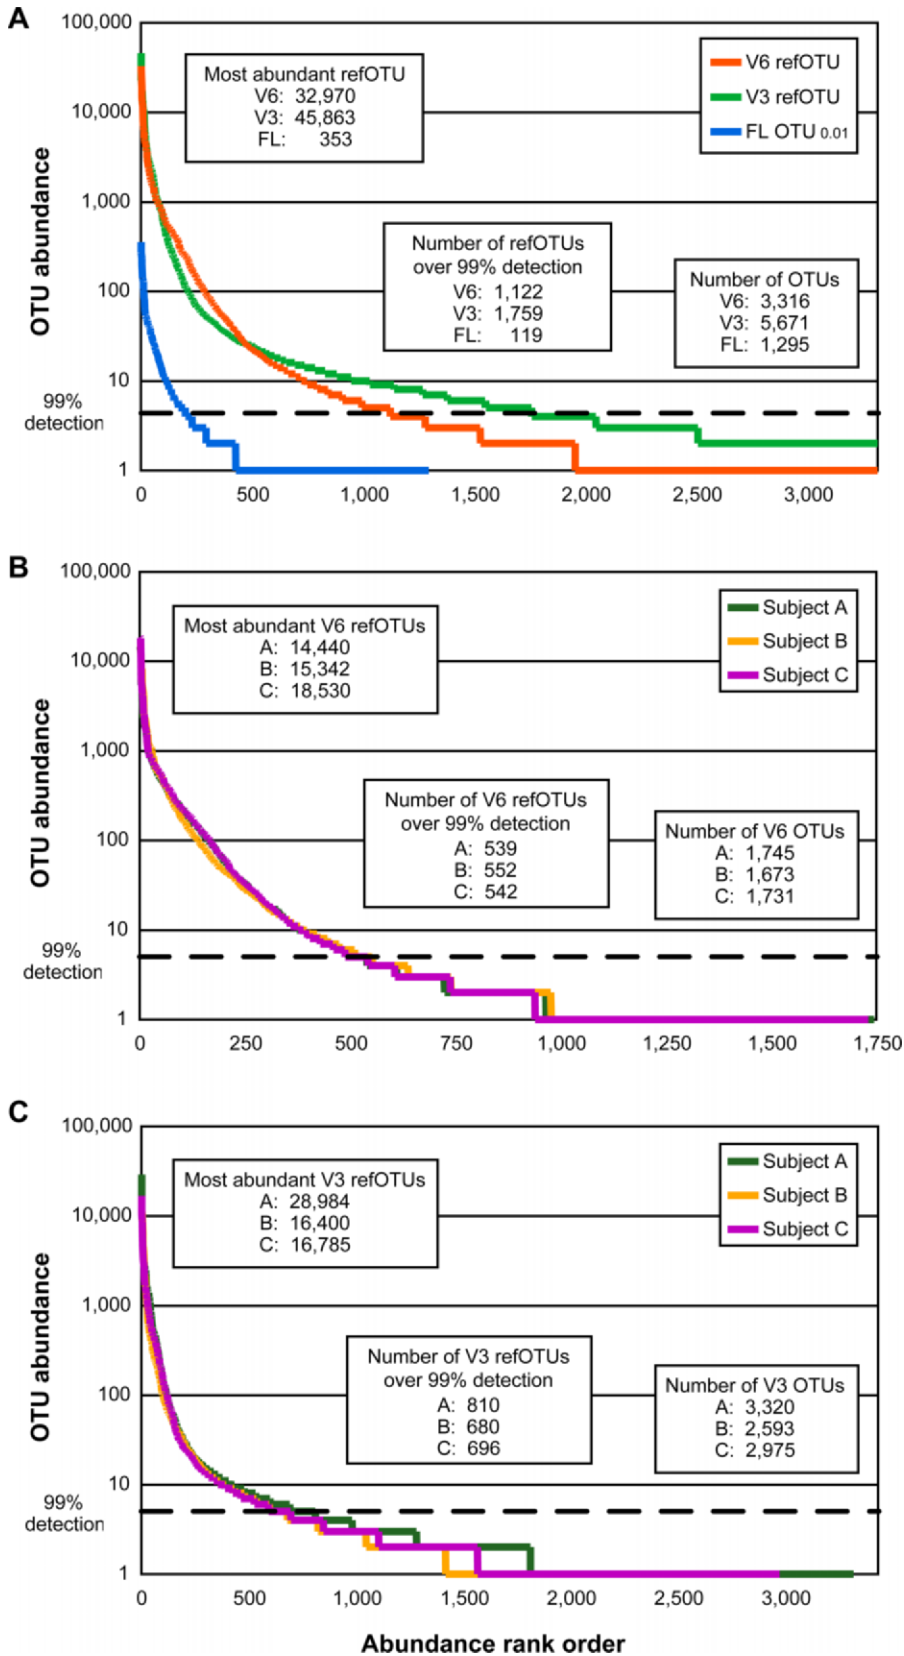 A
100,000
10,000
1,000
100
10
1
OTU abundance
99%
detection
Most abundant refOTU
V6: 32,970
V3: 45,863
FL: 353
V6 refOTU
V3 refOTU
FL OTU 0.01
Number of refOTUs
over 99% detection
V6: 1,122
V3: 1,759
FL: 119
Number of OTUs
V6: 3,316
V3: 5,671
FL: 1,295
0 500 1,000 1,500 2,000 2,500 3,000
B
100,000
10,000
1,000
100
10
1
OTU abundance
99%
detection
Most abundant V6 refOTUs
A: 14,440
B: 15,342
C: 18,530
Subject A
Subject B
Subject C
Number of V6 refOTUs
over 99% detection
A: 539
B: 552
C: 542
Number of V6 OTUs
A: 1,745
B: 1,673
C: 1,731
0 250 500 750 1,000 1,250 1,500 1,750
C
100,000
10,000
1,000
100
10
1
OTU abundance
99%
detection
Most abundant V3 refOTUs
A: 28,984
B: 16,400
C: 16,785
Subject A
Subject B
Subject C
Number of V3 refOTUs
over 99% detection
A: 810
B: 680
C: 696
Number of V3 OTUs
A: 3,320
B: 2,593
C: 2,975
0 500 1,000 1,500 2,000 2,500 3,000
Abundance rank order